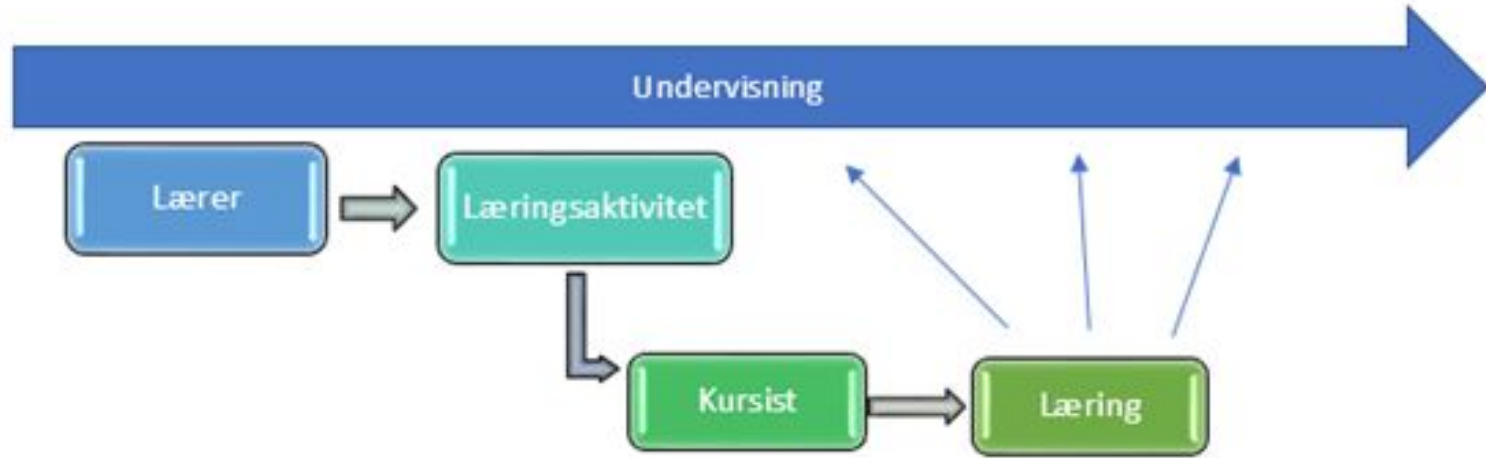 Undervisning
Lærer
Læringsaktivitet
Kursist
Læring